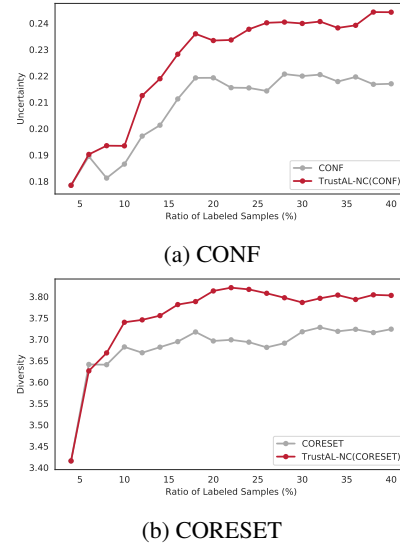 0.24
0.23
0.22
0.21
0.20
0.19
0.18
Uncertainty
CONF
TrustAL-NC(CONF)
5 10 15 20 25 30 35 40
Ratio of Labeled Samples (%)
(a) CONF
3.80
3.75
3.70
3.65
3.60
3.55
3.50
3.45
3.40
Diversity
CORESET
TrustAL-NC(CORESET)
5 10 15 20 25 30 35 40
Ratio of Labeled Samples (%)
(b) CORESET